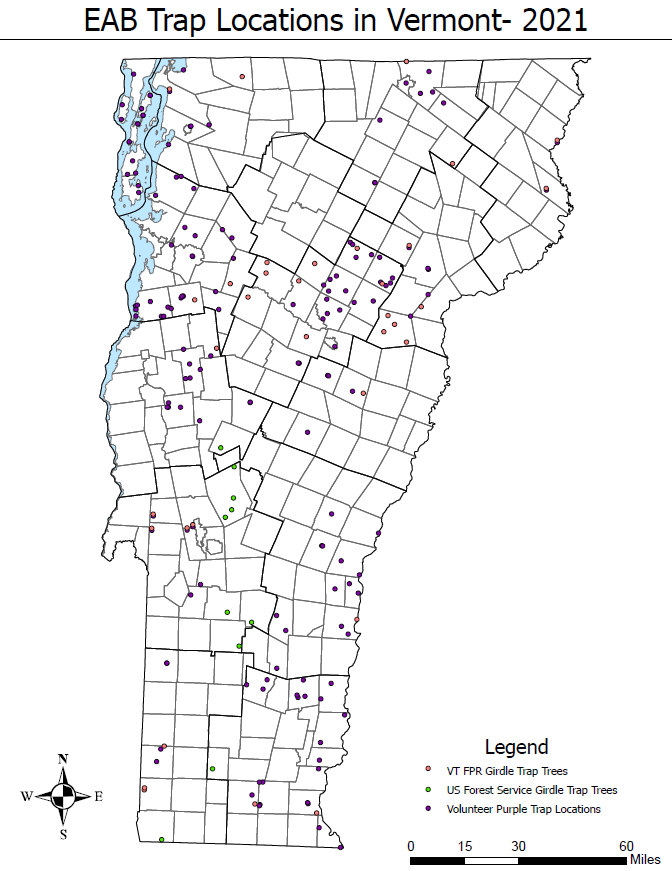 EAB Trap Locations in Vermont- 2021
Legend
VT FPR Girdle Trap Trees
US Forest Service Girdle Trap Trees
Volunteer Purple Trap Locations
N
W E
S
0 15 30 60
Miles